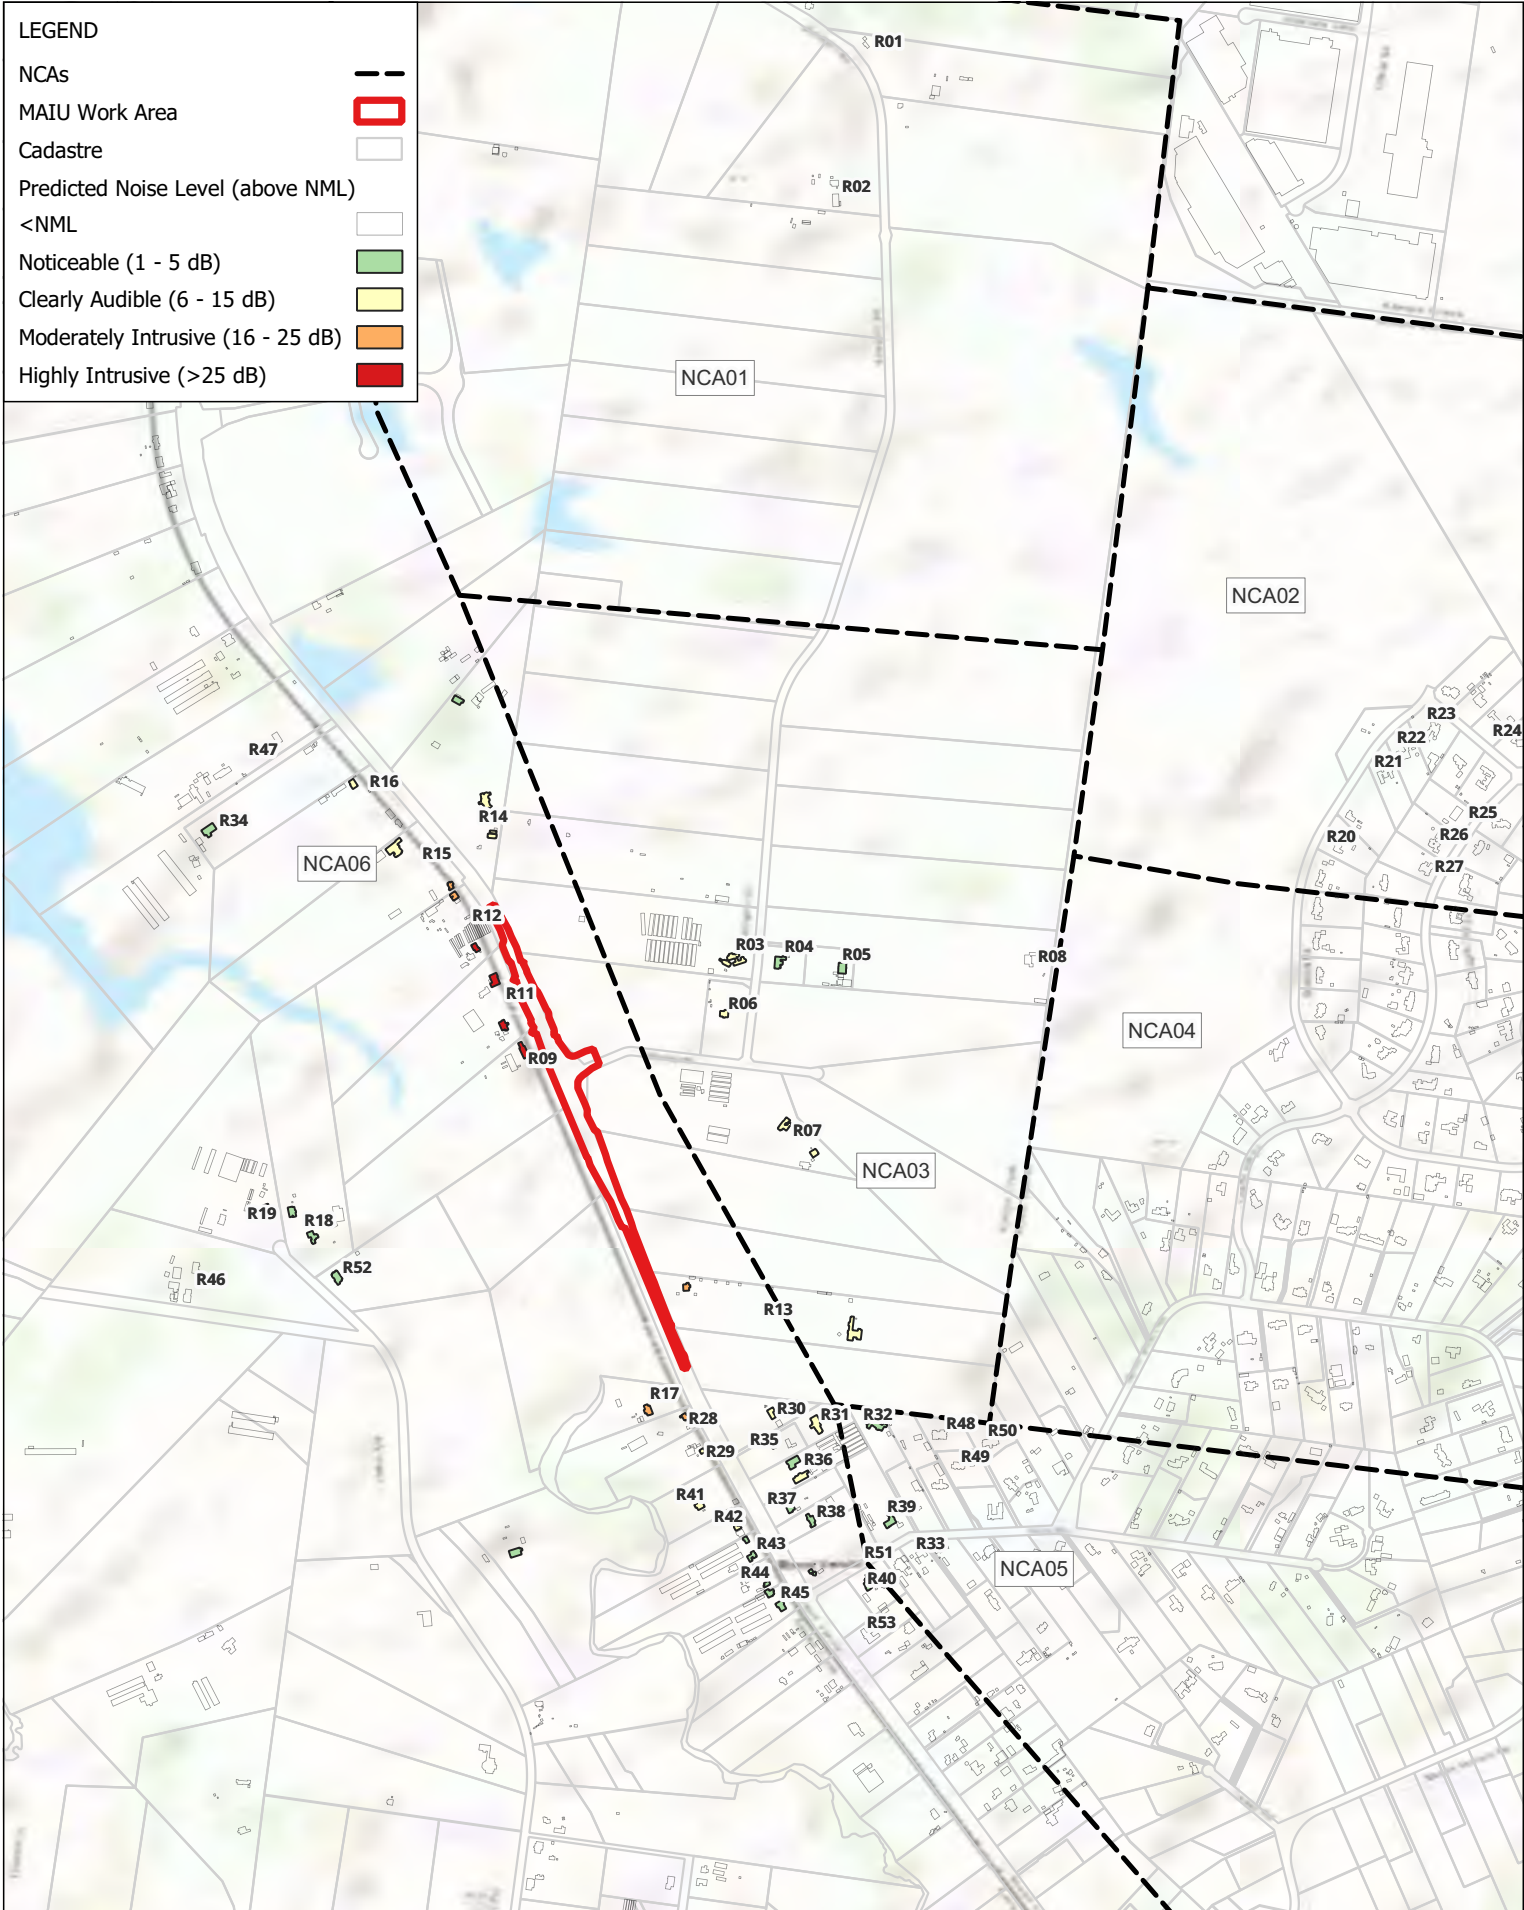 LEGEND
NCAs
MAIU Work Area
Cadastre
Predicted Noise Level (above NML)
<NML
Noticeable (1 - 5 dB)
Clearly Audible (6 - 15 dB)
Moderately Intrusive (16 - 25 dB)
Highly Intrusive (>25 dB)
R01
R02
NCA01
NCA02
R23
R24
R22
R21
R47
R16
R14
R25
R34
R20
R26
R15
NCA06
R27
R12
R03
R04
R05
R08
R11
R06
NCA04
R09
R07
NCA03
R19
R18
R52
R46
R13
R17
R28
R30
R31
R32
R48
R50
R35
R29
R36
R49
R41
R37
R38
R39
R42
R43
R33
R51
R44
NCA05
R40
R45
R53